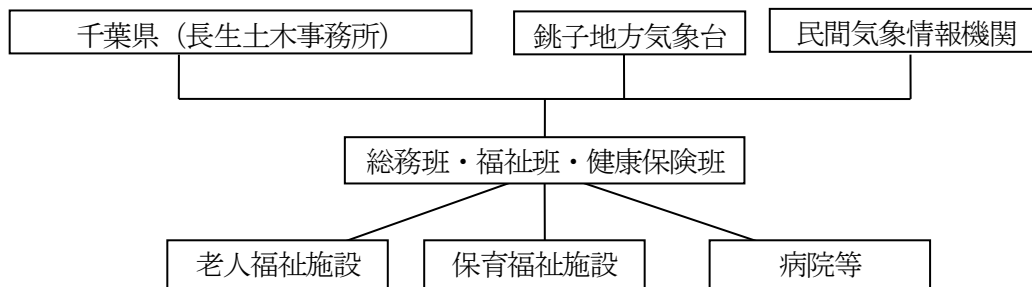 千葉県（長生土木事務所）
銚子地方気象台
民間気象情報機関
総務班・福祉班・健康保険班
老人福祉施設
保育福祉施設
病院等